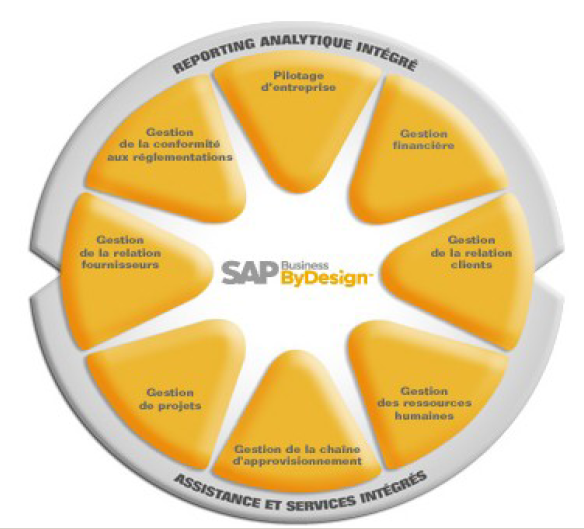 REPORTING ANALYTIQUE INTÉGRÉ
Pilotage
d'entreprise
Gestion
financière
Gestion
de la relation
clients
Gestion
des ressources
humaines
Gestion de la chaîne
d'approvisionnement
Gestion
de projets
Gestion
de la relation
fournisseurs
Gestion
de la conformité
aux réglementations
SAP Business
ByDesign
ASSISTANCE ET SERVICES INTÉGRÉS